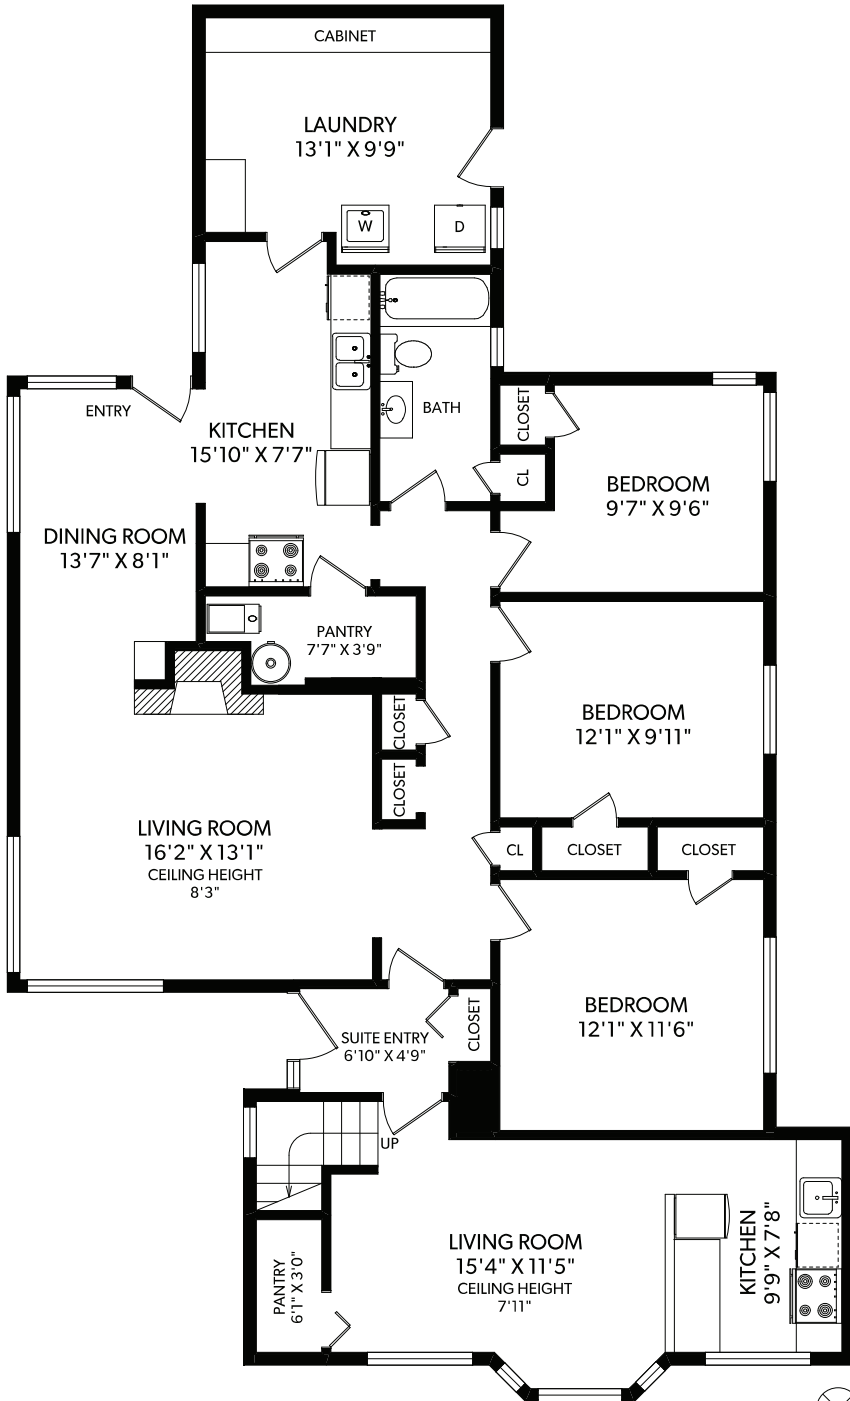 CABINET
LAUNDRY
13'1" X 9'9"
W
D
ENTRY
KITCHEN
15'10" X 7'7"
BATH
CLOSET
CL
BEDROOM
9'7" X 9'6"
DINING ROOM
13'7" X 8'1"
PANTRY
7'7" X 3'9"
CLOSET
CLOSET
BEDROOM
12'1" X 9'11"
LIVING ROOM
16'2" X 13'1"
CEILING HEIGHT
8'3"
CL
CLOSET
CLOSET
BEDROOM
12'1" X 11'6"
SUITE ENTRY
6'10" X 4'9"
CLOSET
UP
LIVING ROOM
15'4" X 11'5"
CEILING HEIGHT
7'11"
KITCHEN
9'9" X 7'8"
PANTRY
6'1" X 3'0"